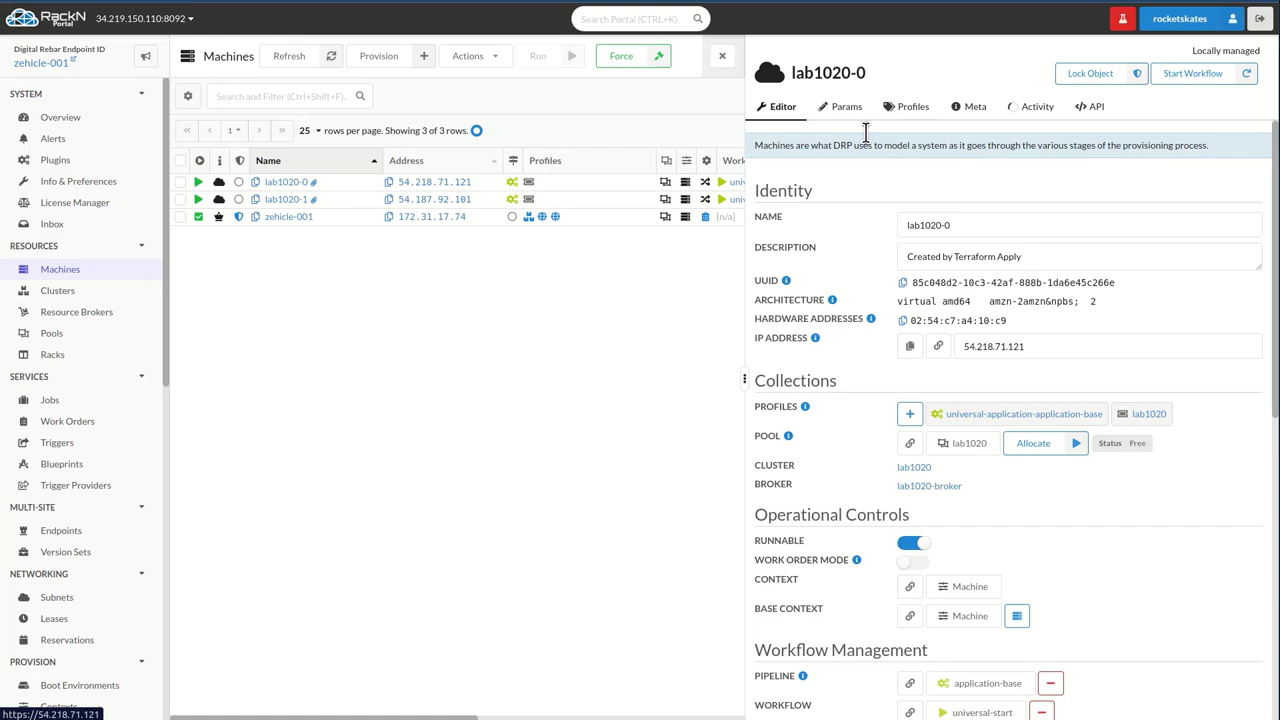 RackN Portal
34.219.150.110:8092
Search Portal (CTRL+K)
rocketskates
Digital Rebar Endpoint ID
zehicle-001
SYSTEM
Overview
Alerts
Plugins
Info & Preferences
License Manager
Inbox
RESOURCES
Machines
Clusters
Resource Brokers
Pools
Racks
SERVICES
Jobs
Work Orders
Triggers
Blueprints
Trigger Providers
MULTI-SITE
Endpoints
Version Sets
NETWORKING
Subnets
Leases
Reservations
PROVISION
Boot Environments
https://54.218.71.121
Machines
Refresh
Provision
Actions
Run
Force
Search and Filter (Ctrl+Shift+F)...
1
25 rows per page. Showing 3 of 3 rows.
Name Address Profiles Work
lab1020-0 54.218.71.121 uni
lab1020-1 54.187.92.101 uni
zehicle-001 172.31.17.74 [n/a]
Locally managed
lab1020-0
Lock Object
Start Workflow
Editor Params Profiles Meta Activity API
Machines are what DRP uses to model a system as it goes through the various stages of the provisioning process.
Identity
NAME lab1020-0
DESCRIPTION Created by Terraform Apply
UUID 85c048d2-10c3-42af-888b-1da6e45c266e
ARCHITECTURE virtual amd64 amzn-2amzn&npbs; 2
HARDWARE ADDRESSES 02:54:c7:a4:10:c9
IP ADDRESS 54.218.71.121
Collections
PROFILES universal-application-application-base lab1020
POOL lab1020 Allocate Status Free
CLUSTER lab1020
BROKER lab1020-broker
Operational Controls
RUNNABLE
WORK ORDER MODE
CONTEXT Machine
BASE CONTEXT Machine
Workflow Management
PIPELINE application-base
WORKFLOW universal-start